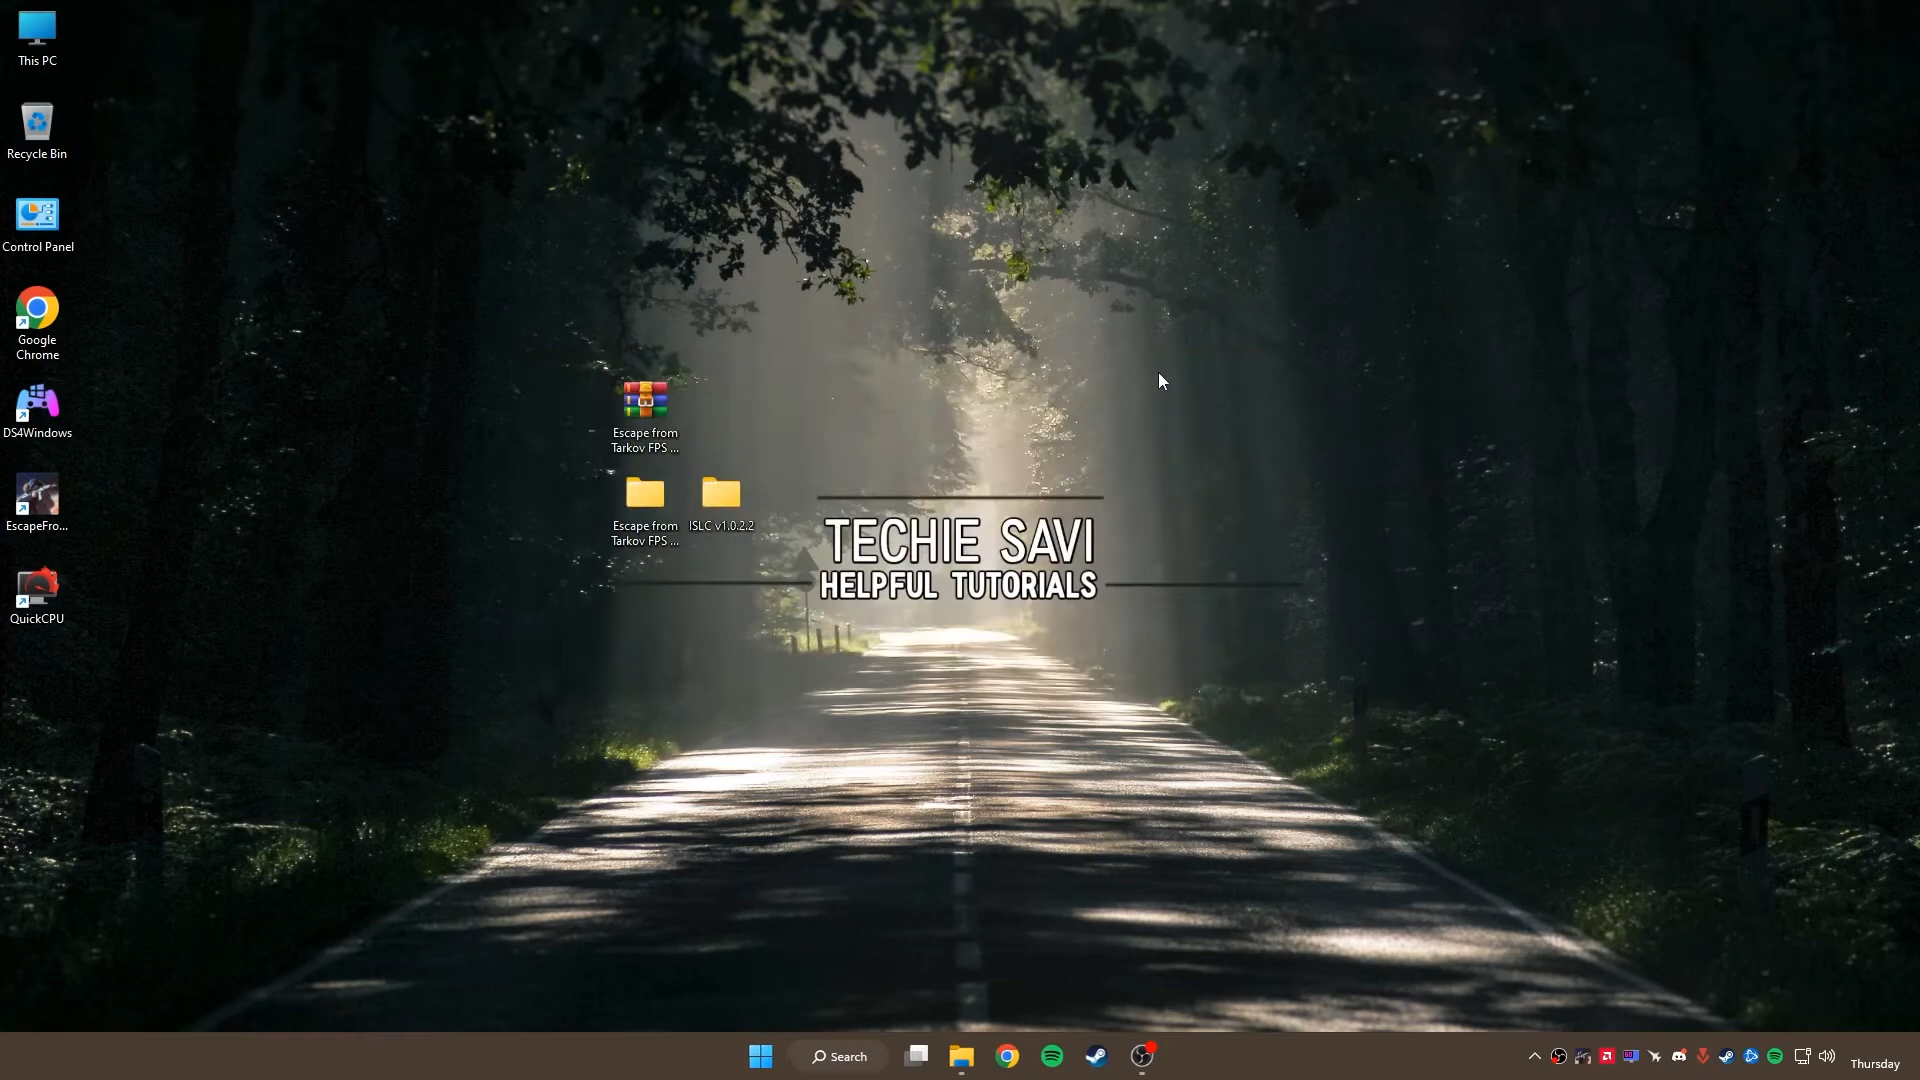 This PC
Recycle Bin
Control Panel
Google
Chrome
DS4Windows
EscapeFro...
QuickCPU
Escape from
Tarkov FPS ...
Escape from
Tarkov FPS ...
ISLC v1.0.2.2
TECHIE SAVI
HELPFUL TUTORIALS
Search
Thursday